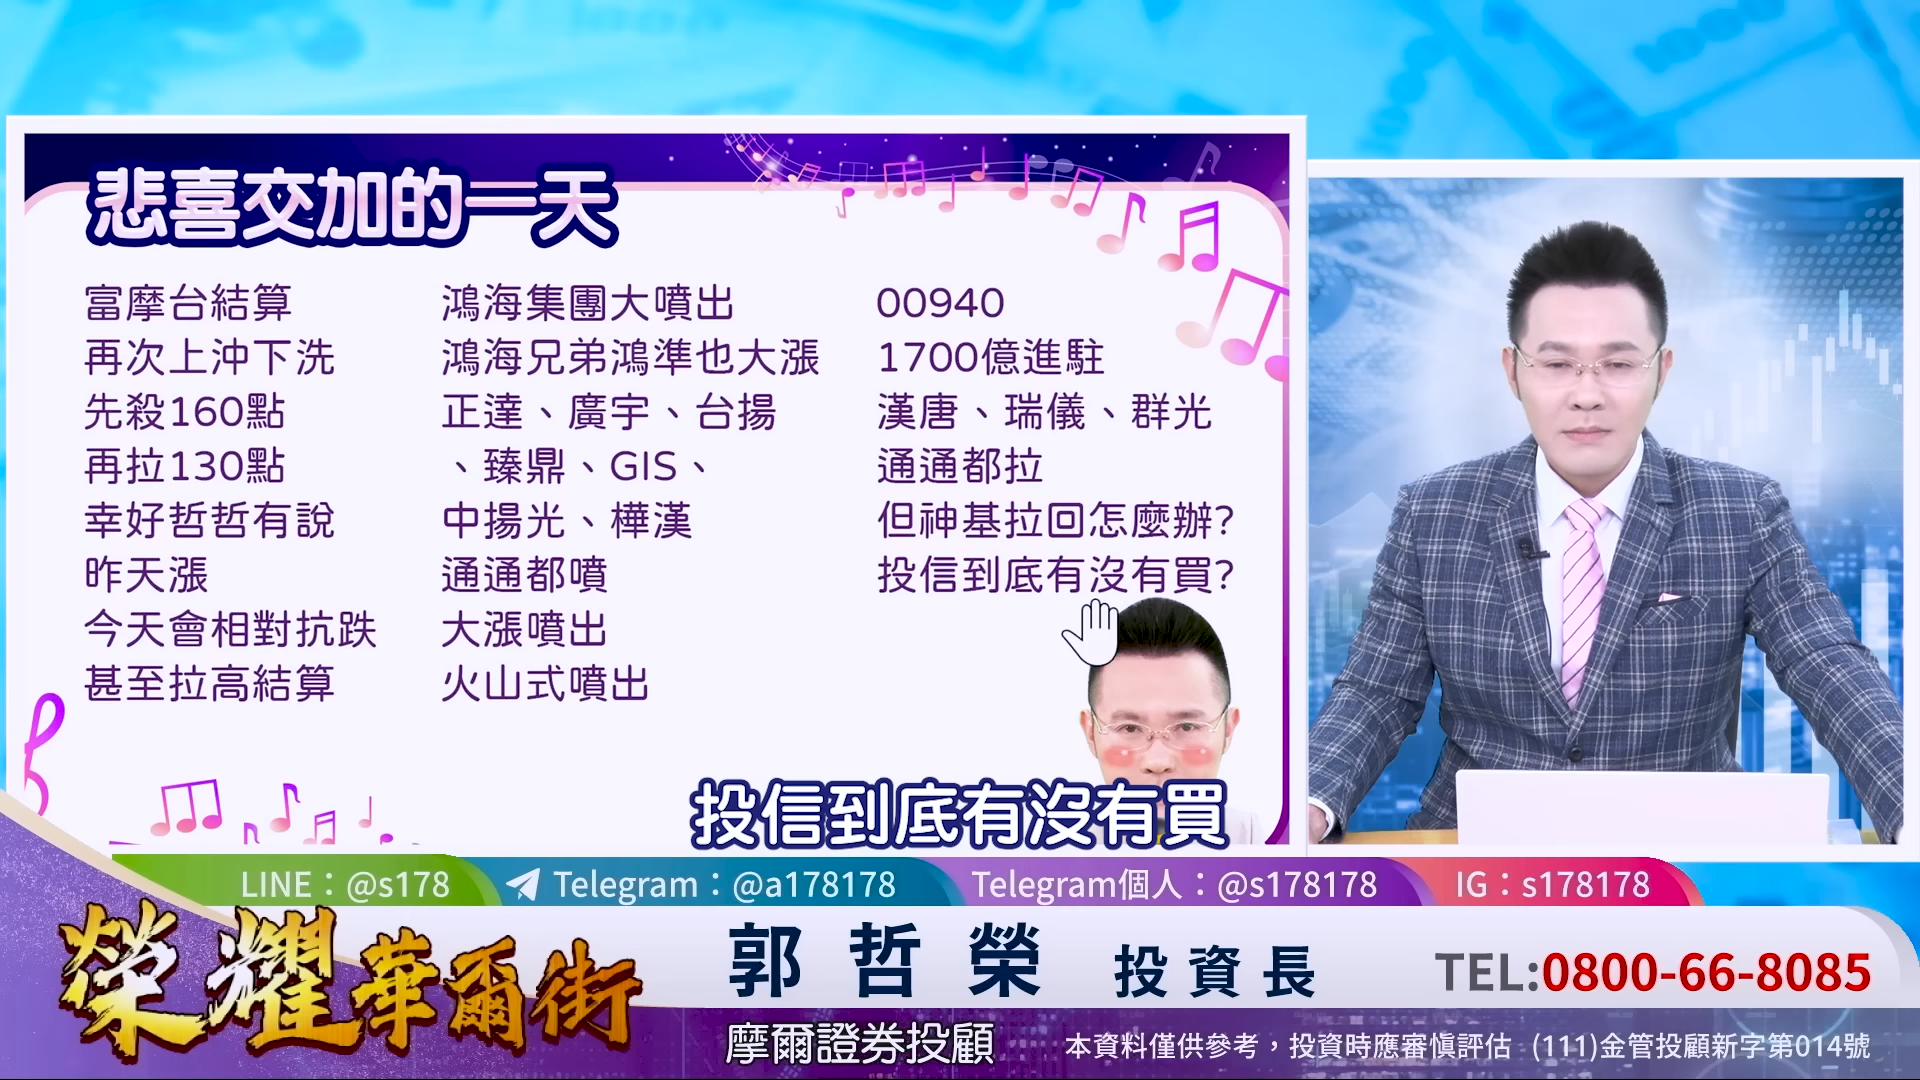 悲喜交加的一天
富摩台結算
再次上沖下洗
先殺160點
再拉130點
幸好哲哲有說
昨天漲
今天會相對抗跌
甚至拉高結算
鴻海集團大噴出
鴻海兄弟鴻準也大漲
正達、廣宇、台揚
、臻鼎、GIS、
中揚光、樺漢
通通都噴
大漲噴出
火山式噴出
00940
1700億進駐
漢唐、瑞儀、群光
通通都拉
但神基拉回怎麼辦?
投信到底有沒有買?
投信到底有沒有買
LINE：@s178
Telegram：@a178178
Telegram個人：@s178178
IG：s178178
榮耀華爾街
郭哲榮 投資長
TEL:0800-66-8085
摩爾證券投顧
本資料僅供參考，投資時應審慎評估 (111)金管投顧新字第014號